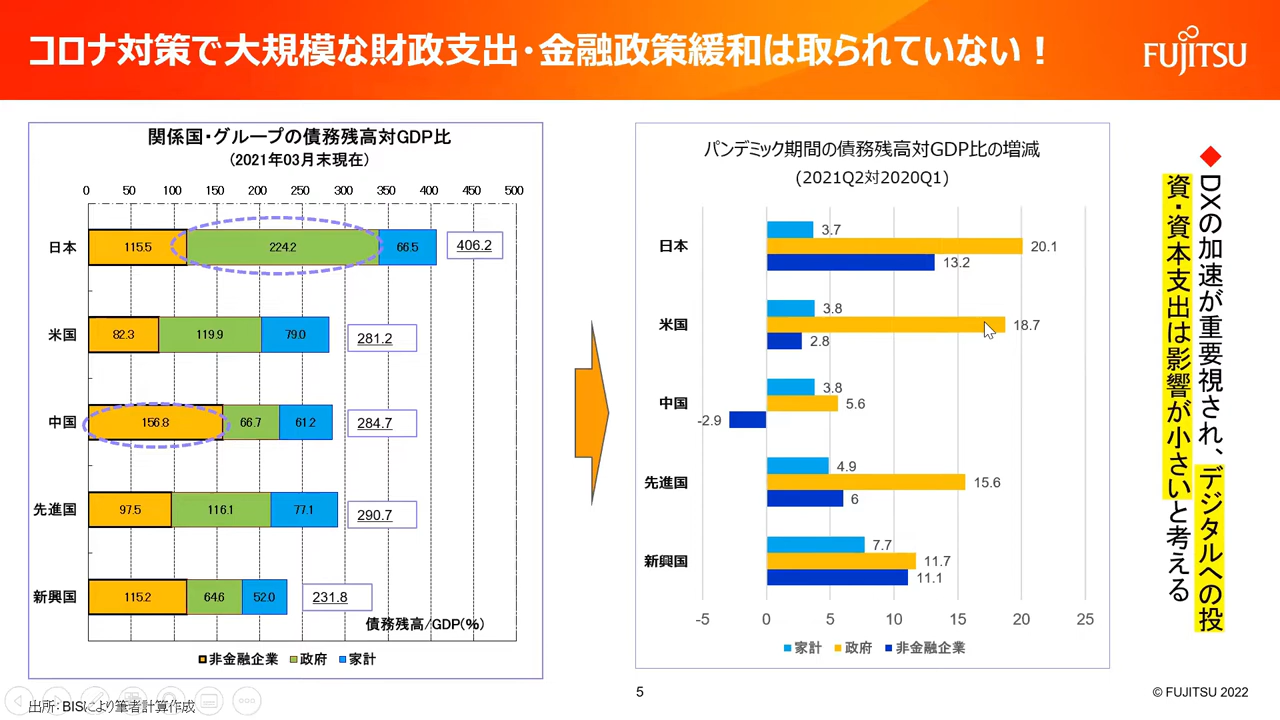 コロナ対策で大規模な財政支出・金融政策緩和は取られていない！
FUJITSU
関係国・グループの債務残高対GDP比
(2021年03月末現在)
0 50 100 150 200 250 300 350 400 450 500
日本 115.5 224.2 66.5 406.2
米国 82.3 119.9 79.0 281.2
中国 156.8 66.7 61.2 284.7
先進国 97.5 116.1 77.1 290.7
新興国 115.2 64.6 52.0 231.8
債務残高/GDP(%)
非金融企業 政府 家計
パンデミック期間の債務残高対GDP比の増減
(2021Q2対2020Q1)
3.7
日本 20.1
13.2
3.8
米国 18.7
2.8
3.8
中国 5.6
-2.9
4.9
先進国 15.6
6
7.7
新興国 11.7
11.1
-5 0 5 10 15 20 25
家計 政府 非金融企業
◆
DXの加速が重要視され、デジタルへの投
資・資本支出は影響が小さいと考える
出所：BISにより筆者計算作成
5
© FUJITSU 2022